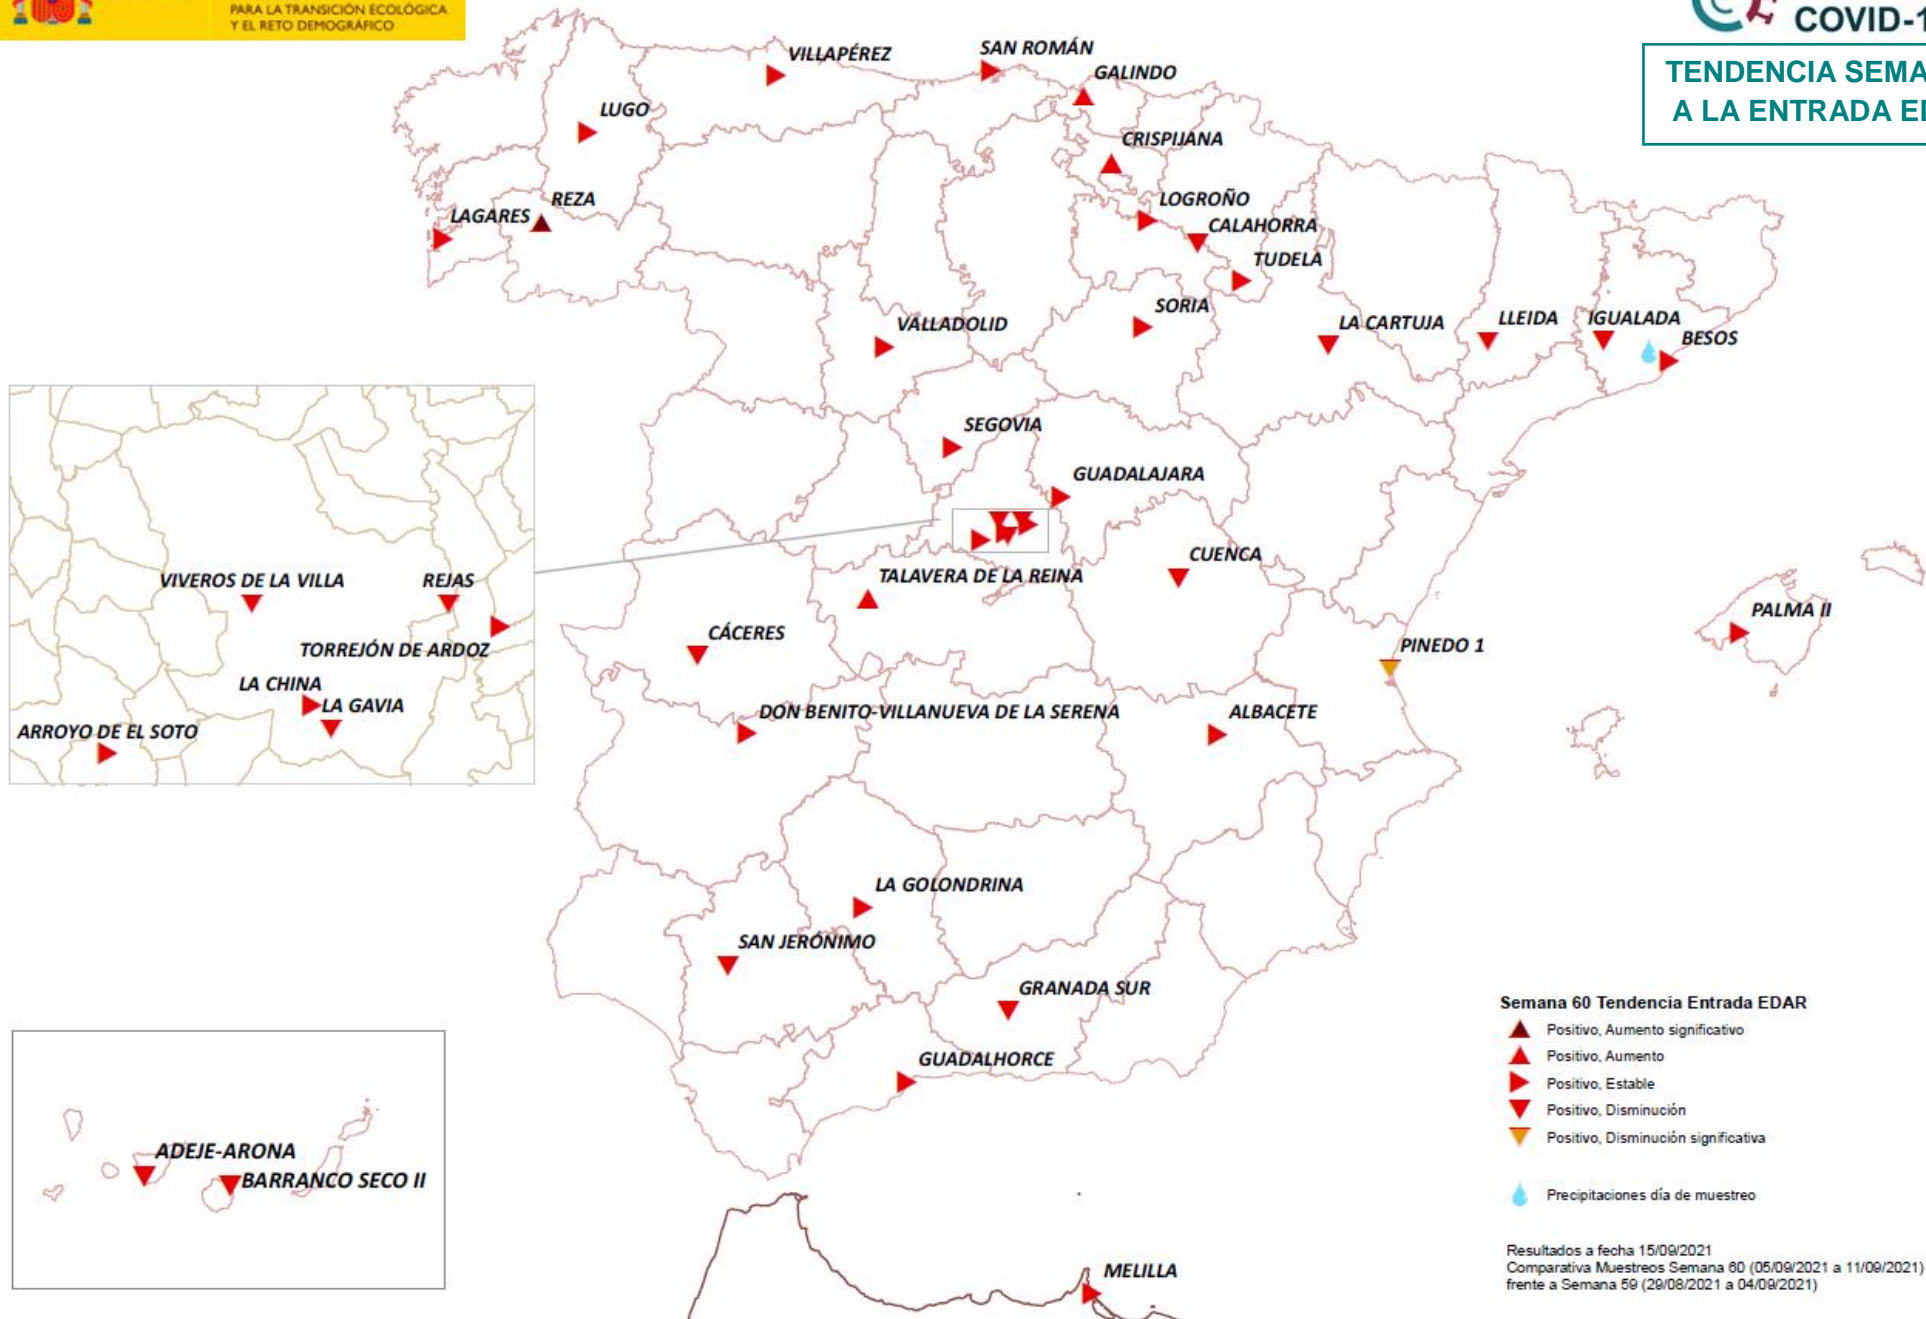 PARA LA TRANSICIÓN ECOLÓGICA
Y EL RETO DEMOGRÁFICO
COVID-1
TENDENCIA SEMA
A LA ENTRADA
VILLAPÉREZ
SAN ROMÁN
GALINDO
LUGO
CRISPIJANA
REZA
LAGARES
LOGROÑO
CALAHORRA
TUDELA
SORIA
VALLADOLID
LA CARTUJA
LLEIDA
IGUALADA
BESOS
SEGOVIA
GUADALAJARA
CUENCA
TALAVERA DE LA REINA
VIVEROS DE LA VILLA
REJAS
TORREJÓN DE ARDOZ
LA CHINA
LA GAVIA
ARROYO DE EL SOTO
CÁCERES
PALMA II
PINEDO 1
DON BENITO-VILLANUEVA DE LA SERENA
ALBACETE
LA GOLONDRINA
SAN JERÓNIMO
GRANADA SUR
GUADALHORCE
ADEJE-ARONA
BARRANCO SECO II
MELILLA
Semana 60 Tendencia Entrada EDAR
Positivo, Aumento significativo
Positivo, Aumento
Positivo, Estable
Positivo, Disminución
Positivo, Disminución significativa
Precipitaciones día de muestreo
Resultados a fecha 15/09/2021
Comparativa Muestreos Semana 60 (05/09/2021 a 11/09/2021)
frente a Semana 59 (29/08/2021 a 04/09/2021)